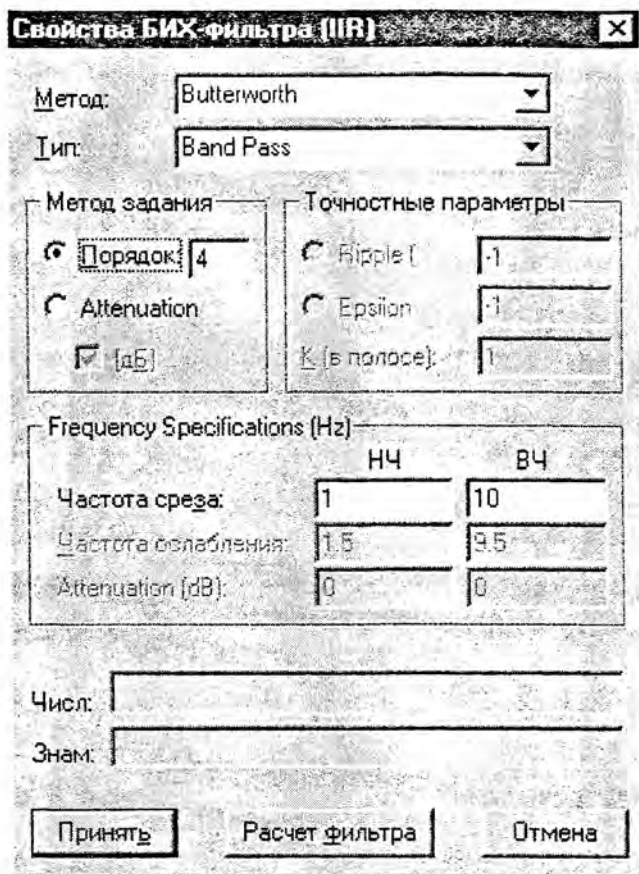 Свойства БИХ-фильтра (IIR)
Метод: Butterworth
Тип: Band Pass
Метод задания
Порядок: 4
Attenuation
[дБ]
Точностные параметры
Ripple [ -1
Epsilon -1
К (в полосе): 1
Frequency Specifications (Hz)
НЧ ВЧ
Частота среза: 1 10
Частота ослабления: 1.5 9.5
Attenuation (dB): 0 0
Числ:
Знам:
Принять Расчет фильтра Отмена